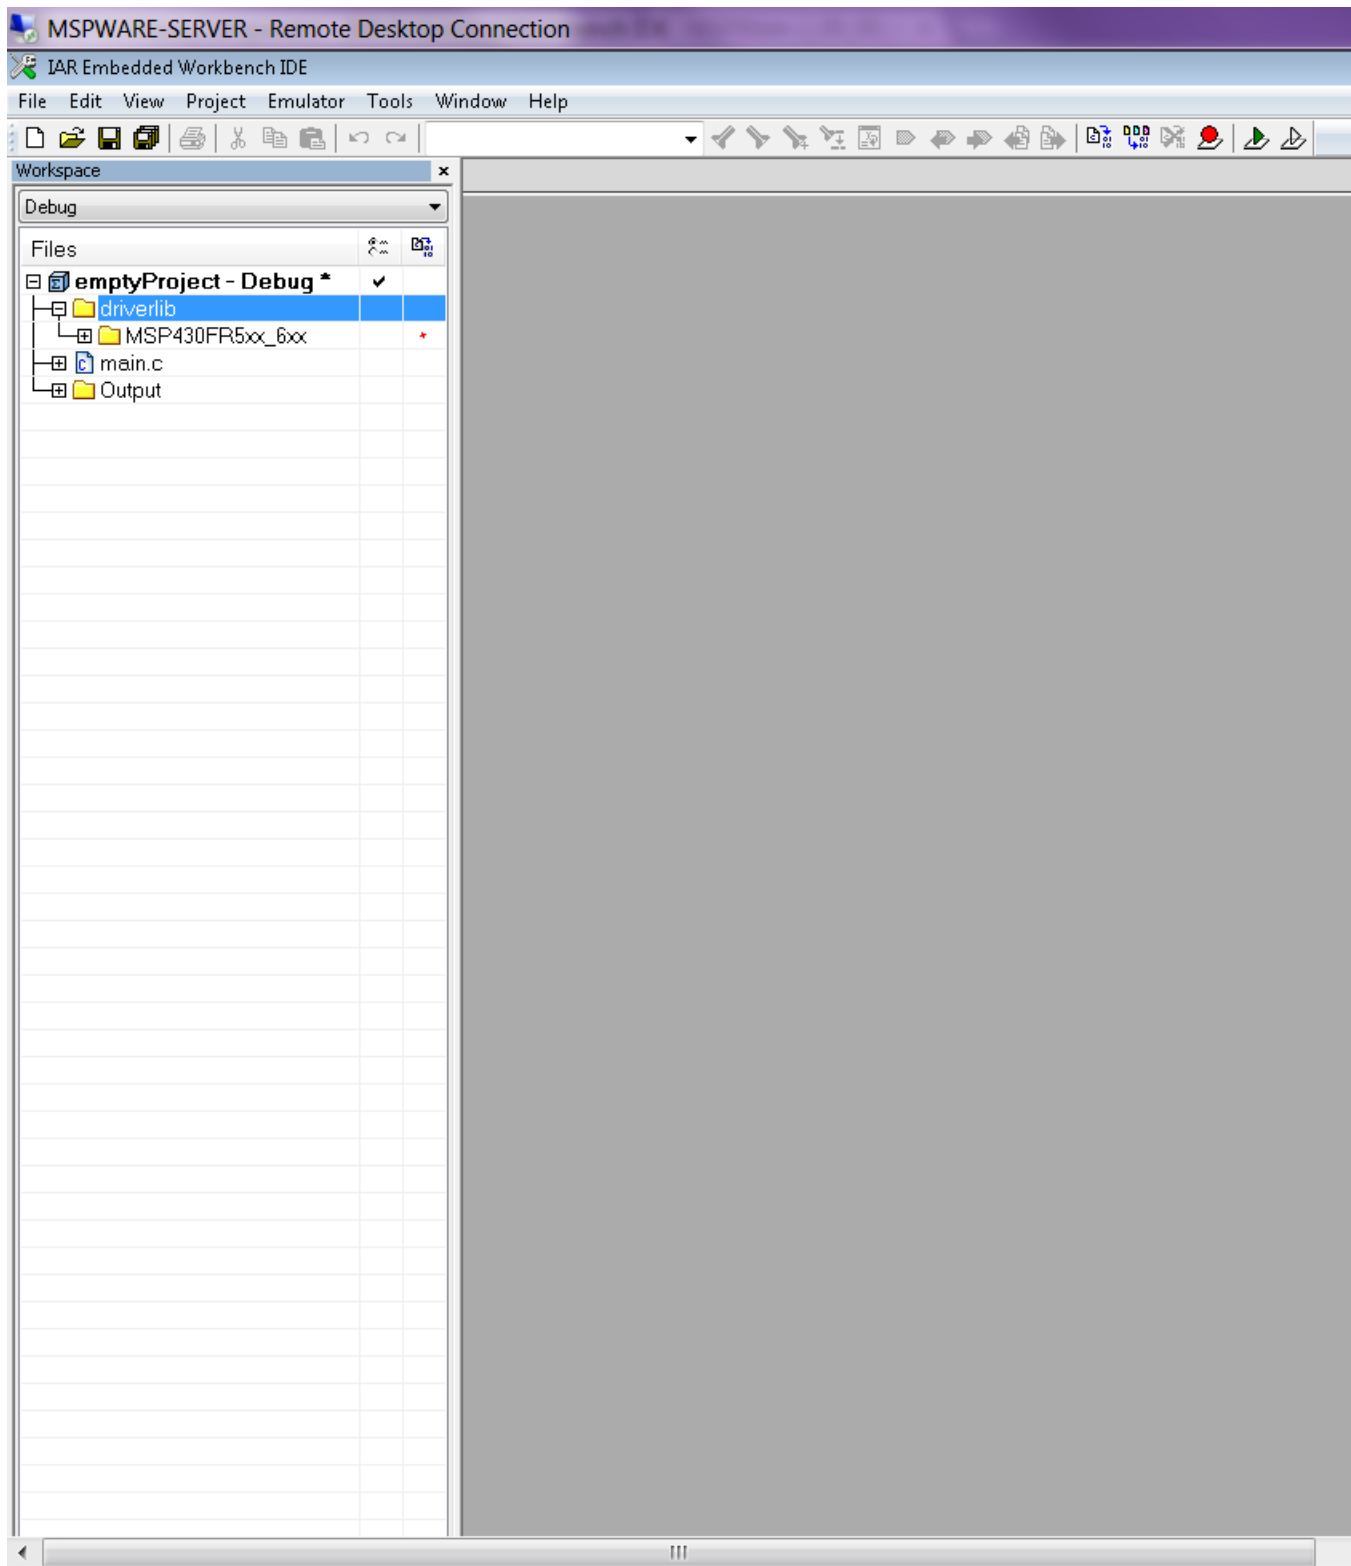 MSPWARE-SERVER - Remote Desktop Connection
IAR Embedded Workbench IDE
File Edit View Project Emulator Tools Window Help
Workspace
Debug
Files
emptyProject - Debug *
driverlib
MSP430FR5xx_6xx
main.c
Output